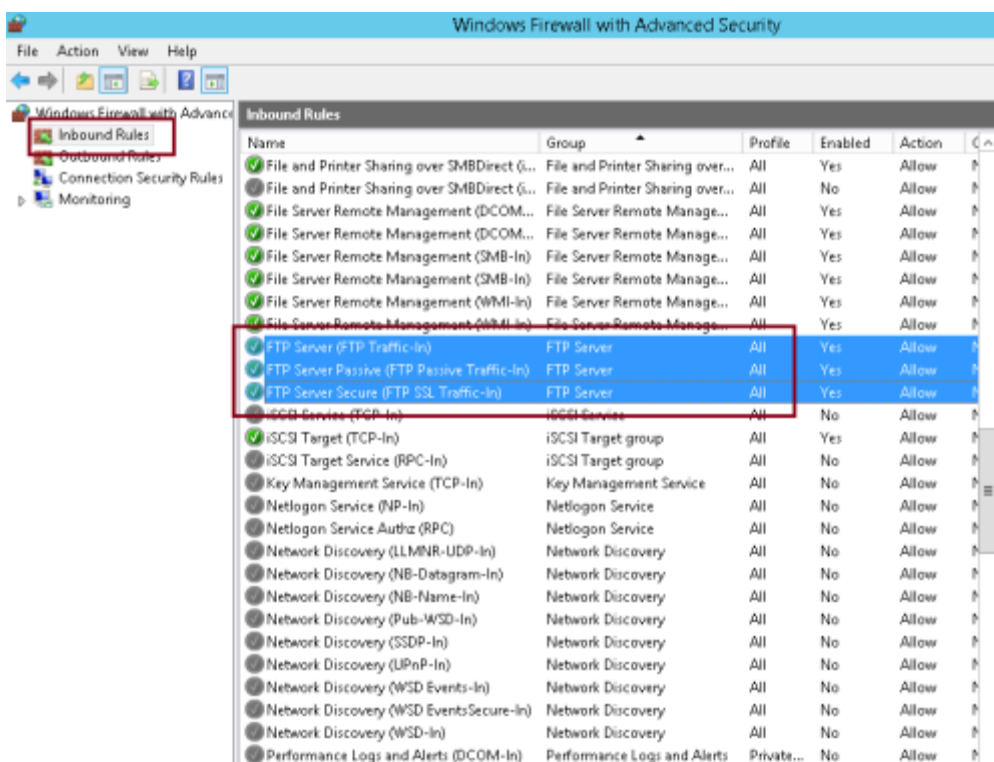 Windows Firewall with Advanced Security
File Action View Help
Windows Firewall with Advance
Inbound Rules
Outbound Rules
Connection Security Rules
Monitoring
Inbound Rules
Name Group Profile Enabled Action
File and Printer Sharing over SMBDirect (i... File and Printer Sharing over... All Yes Allow
File and Printer Sharing over SMBDirect (i... File and Printer Sharing over... All No Allow
File Server Remote Management (DCOM... File Server Remote Manage... All Yes Allow
File Server Remote Management (DCOM... File Server Remote Manage... All Yes Allow
File Server Remote Management (SMB-In) File Server Remote Manage... All Yes Allow
File Server Remote Management (SMB-In) File Server Remote Manage... All Yes Allow
File Server Remote Management (WMI-In) File Server Remote Manage... All Yes Allow
File Server Remote Management (WMI-In) File Server Remote Manage... All Yes Allow
FTP Server (FTP Traffic-In) FTP Server All Yes Allow
FTP Server Passive (FTP Passive Traffic-In) FTP Server All Yes Allow
FTP Server Secure (FTP SSL Traffic-In) FTP Server All Yes Allow
iSCSI Service (TCP-In) iSCSI Service All No Allow
iSCSI Target (TCP-In) iSCSI Target group All Yes Allow
iSCSI Target Service (RPC-In) iSCSI Target group All No Allow
Key Management Service (TCP-In) Key Management Service All No Allow
Netlogon Service (NP-In) Netlogon Service All No Allow
Netlogon Service Authz (RPC) Netlogon Service All No Allow
Network Discovery (LLMNR-UDP-In) Network Discovery All No Allow
Network Discovery (NB-Datagram-In) Network Discovery All No Allow
Network Discovery (NB-Name-In) Network Discovery All No Allow
Network Discovery (Pub-WSD-In) Network Discovery All No Allow
Network Discovery (SSDP-In) Network Discovery All No Allow
Network Discovery (UPnP-In) Network Discovery All No Allow
Network Discovery (WSD Events-In) Network Discovery All No Allow
Network Discovery (WSD EventsSecure-In) Network Discovery All No Allow
Network Discovery (WSD-In) Network Discovery All No Allow
Performance Logs and Alerts (DCOM-In) Performance Logs and Alerts Private... No Allow